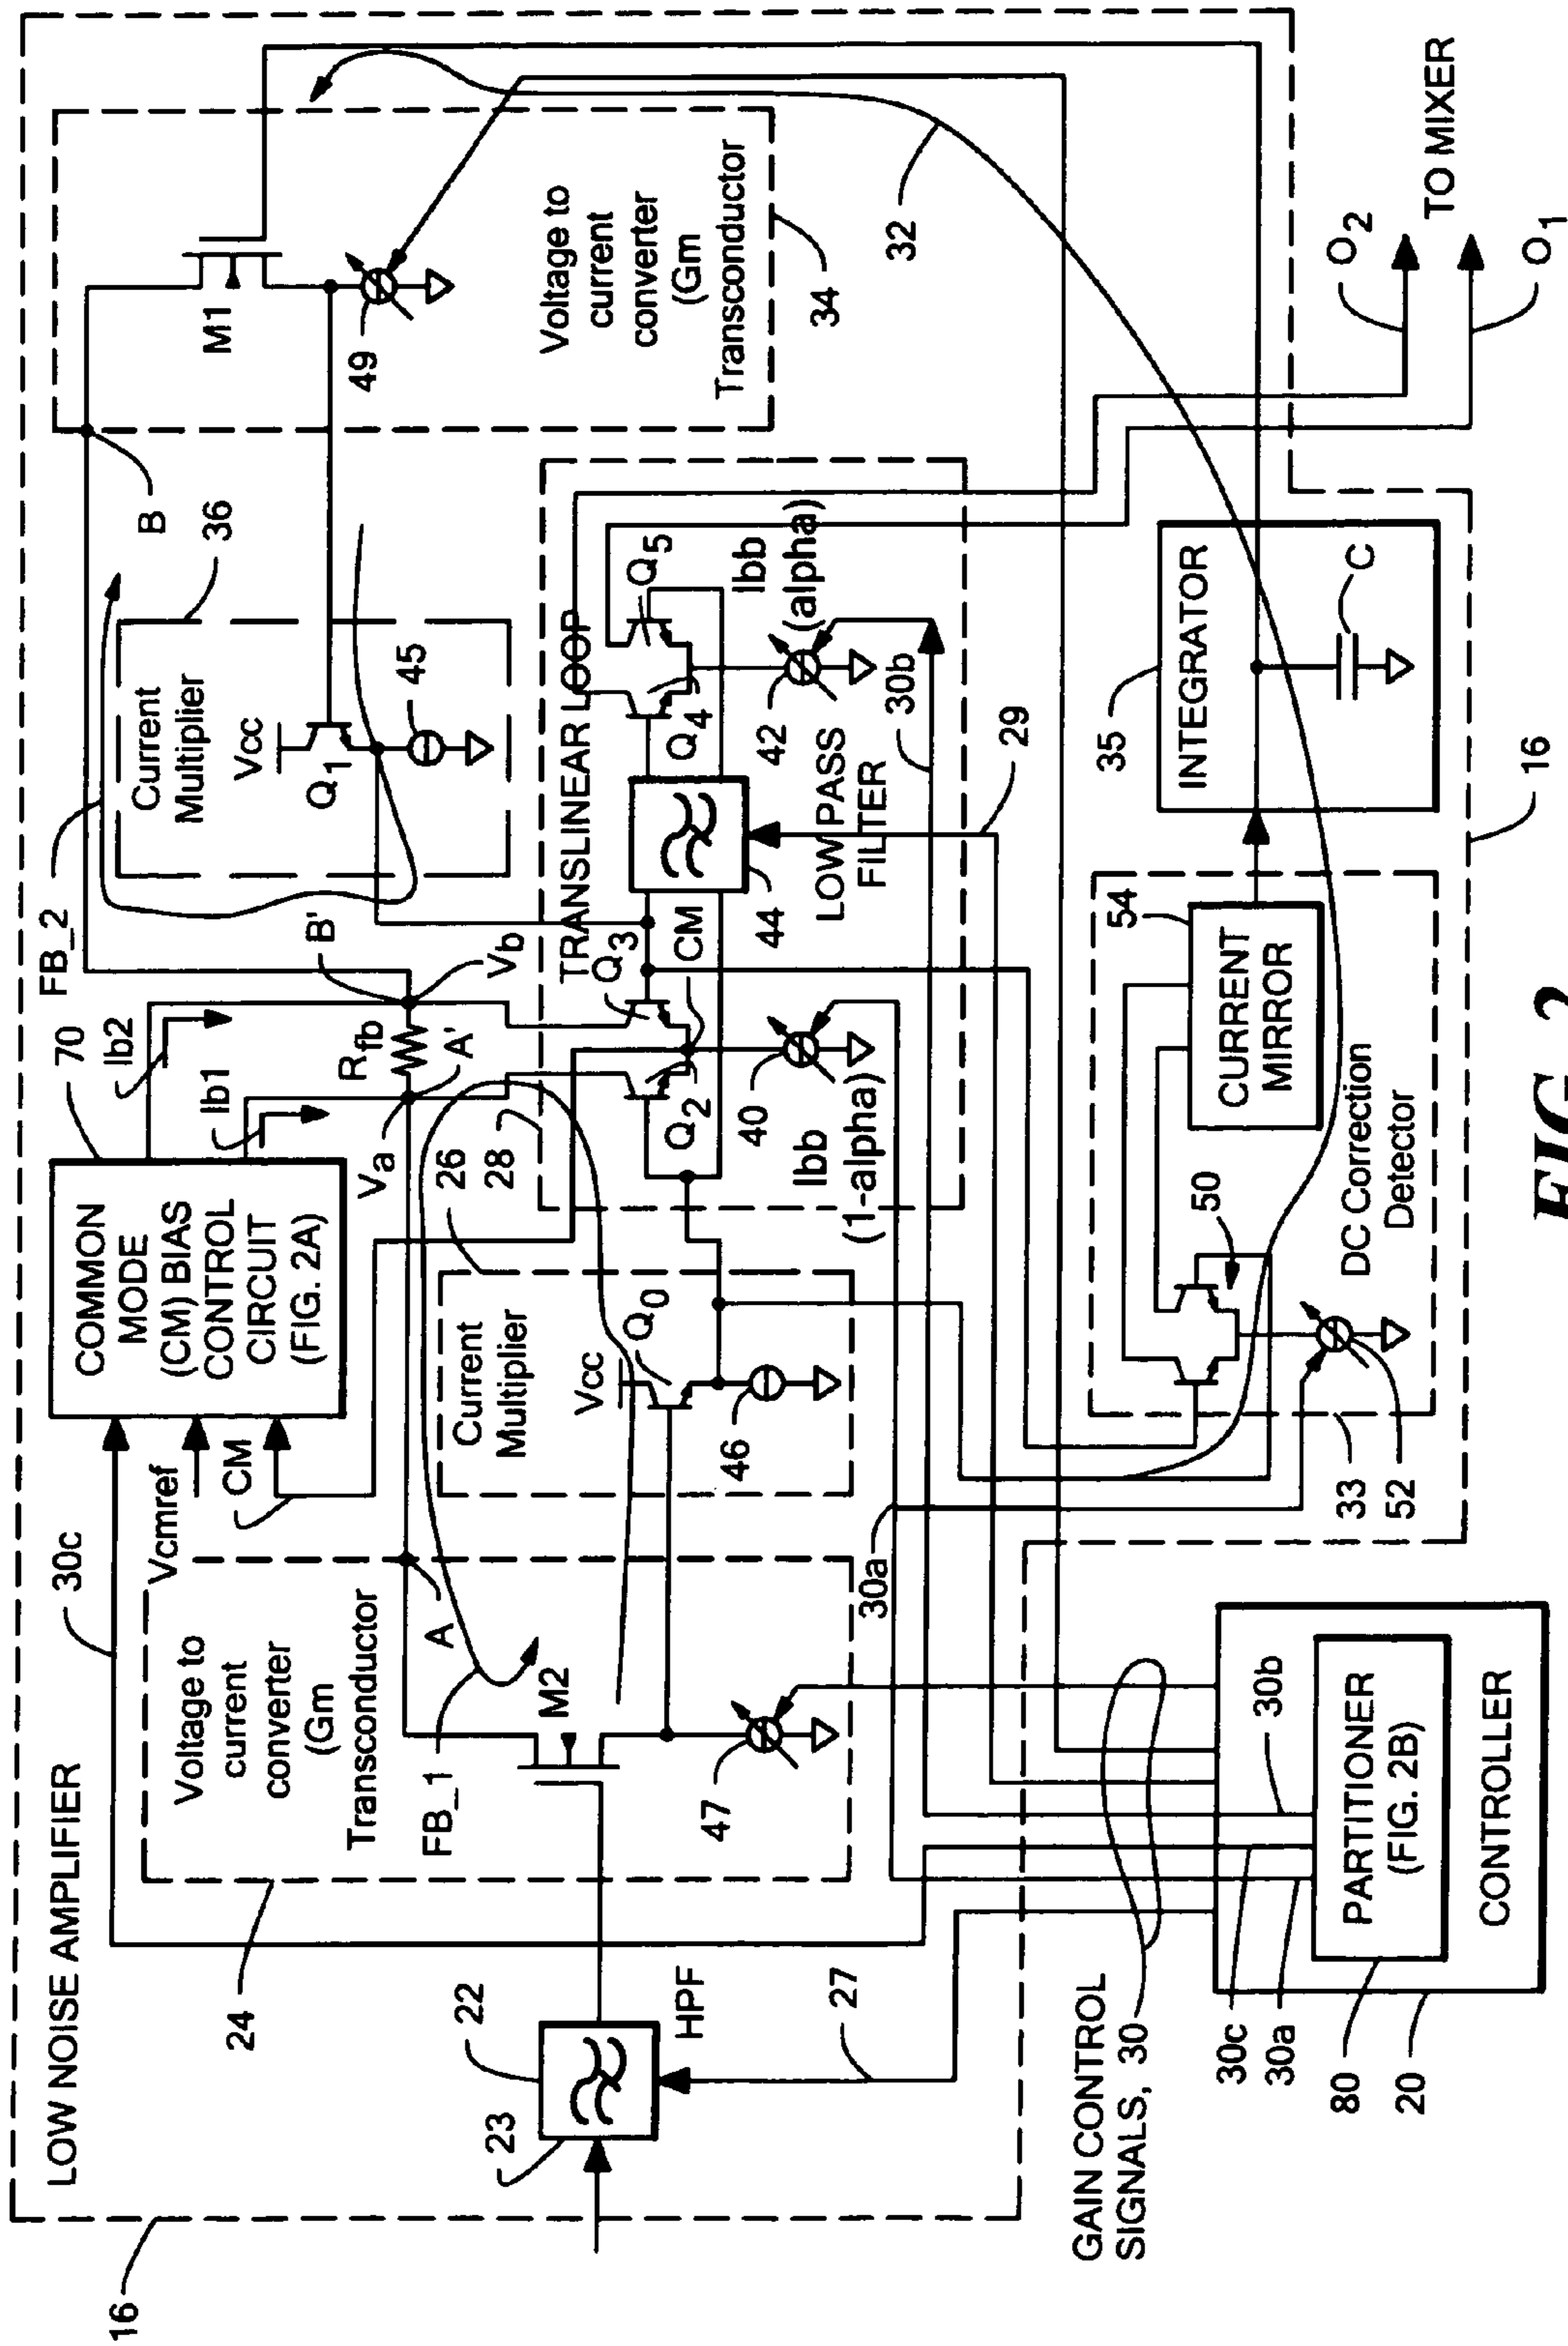 16
LOW NOISE AMPLIFIER
30c
Vcmref
CM
COMMON
MODE
(CM) BIAS
CONTROL
CIRCUIT
(FIG. 2A)
70
Ib2
Ib1
Rfb
Va
A'
B'
Vb
FB_2
B
24
Voltage to
current
converter
(Gm
Transconductor
A
FB_1
M2
47
26
28
Current
Multiplier
Vcc
Q0
46
Current
Multiplier
36
Vcc
Q1
45
M1
49
Voltage to
current
converter
(Gm
Transconductor
34
TRANSLINEAR LOOP
Q2
Q3
CM
40
Ibb
(1-alpha)
44
LOW PASS
FILTER
Q4
Q5
42
Ibb
(alpha)
30b
29
32
23
22
HPF
27
GAIN CONTROL
SIGNALS, 30
30a
30c
30a
30b
80
20
PARTITIONER
(FIG. 2B)
CONTROLLER
33
52
50
DC Correction
Detector
54
CURRENT
MIRROR
35
INTEGRATOR
C
16
O2
O1
TO MIXER
FIG. 2